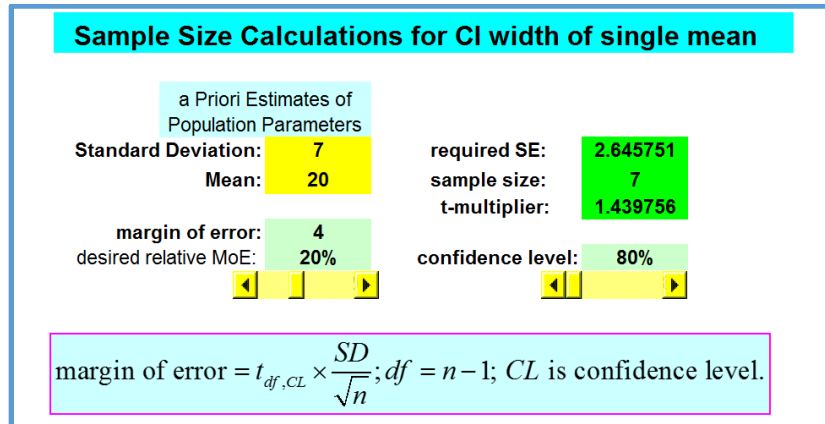 Sample Size Calculations for CI width of single mean
a Priori Estimates of
Population Parameters
Standard Deviation: 7 required SE: 2.645751
Mean: 20 sample size: 7
t-multiplier: 1.439756
margin of error: 4
desired relative MoE: 20% confidence level: 80%
margin of error = t_{df,CL} × \frac{SD}{\sqrt{n}}; df = n − 1; CL is confidence level.